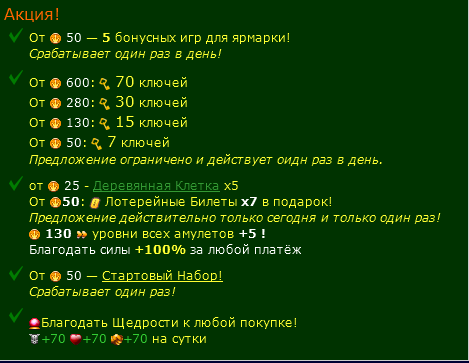 Акция!
От 50 — 5 бонусных игр для ярмарки!
Срабатывает один раз в день!
От 600: 70 ключей
От 280: 30 ключей
От 130: 15 ключей
От 50: 7 ключей
Предложение ограничено и действует оидн раз в день.
от 25 - Деревянная Клетка x5
От 50: Лотерейные Билеты x7 в подарок!
Предложение действительно только сегодня и только один раз!
130 уровни всех амулетов +5 !
Благодать силы +100% за любой платёж
От 50 — Стартовый Набор!
Срабатывает один раз!
Благодать Щедрости к любой покупке!
+70 +70 +70 на сутки